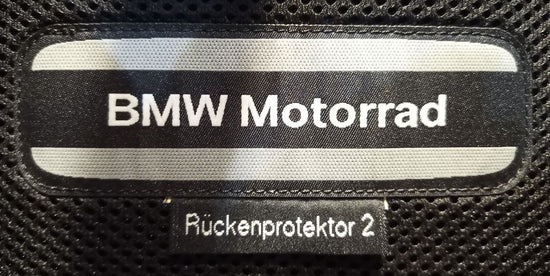 BMW Motorrad
Rückenprotektor 2